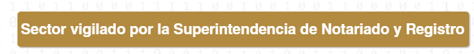 Sector vigilado por la Superintendencia de Notariado y Registro